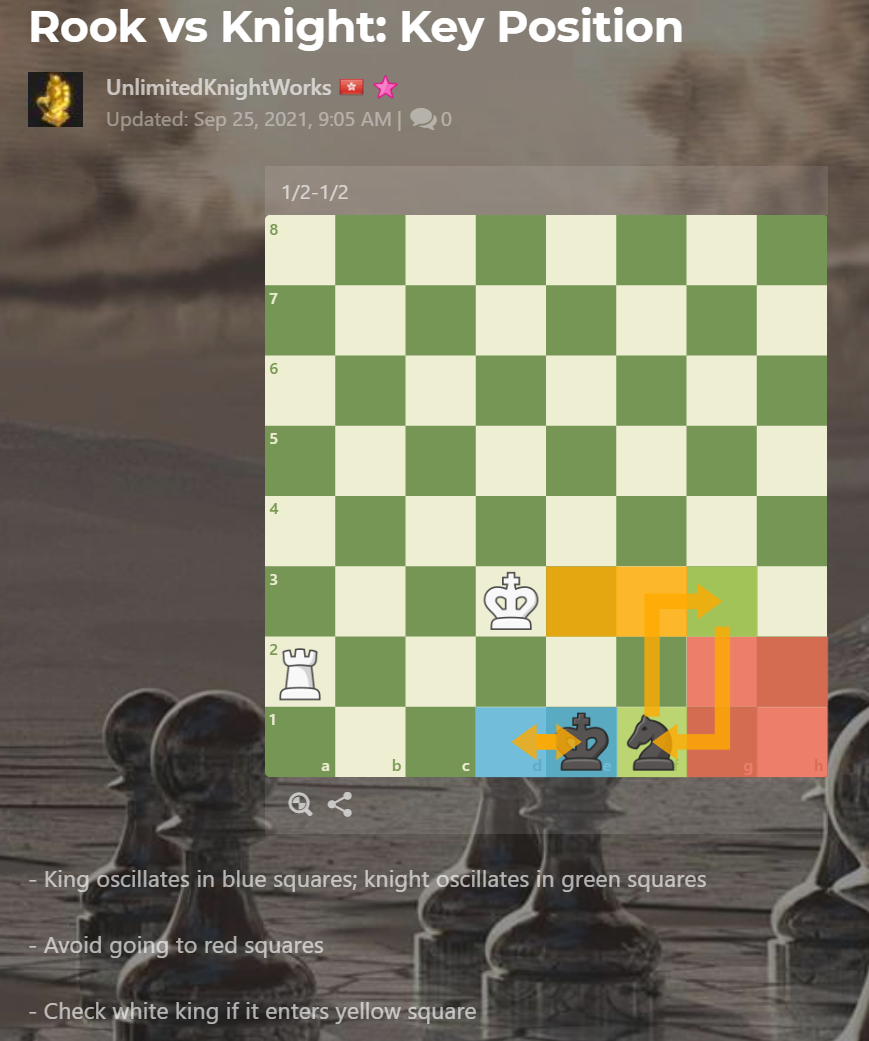 Rook vs Knight: Key Position
UnlimitedKnightWorks
Updated: Sep 25, 2021, 9:05 AM | 0
1/2-1/2
8
7
6
5
4
3
2
1
a b c d e f g h
- King oscillates in blue squares; knight oscillates in green squares
- Avoid going to red squares
- Check white king if it enters yellow square